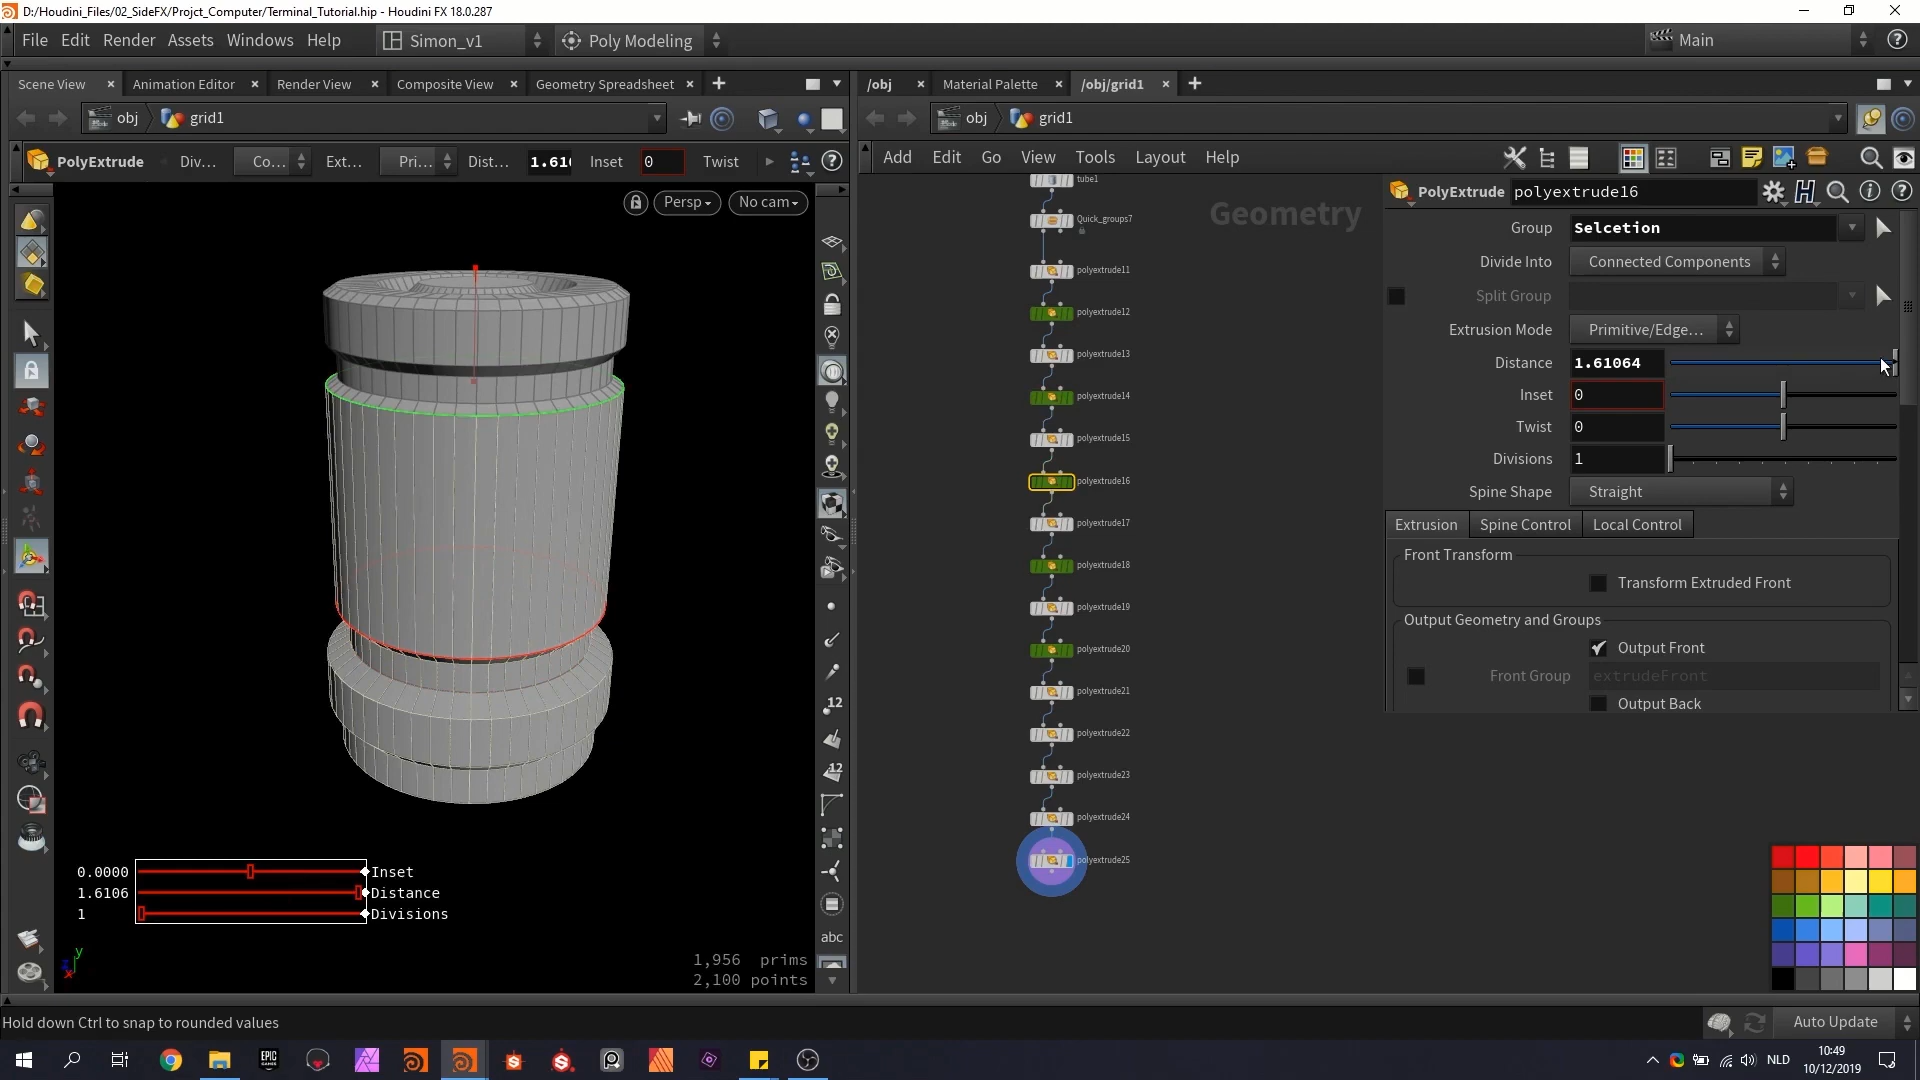 D:/Houdini_Files/02_SideFX/Projct_Computer/Terminal_Tutorial.hip - Houdini FX 18.0.287
File Edit Render Assets Windows Help Simon_v1 Poly Modeling Main
Scene View × Animation Editor × Render View × Composite View × Geometry Spreadsheet × +
/obj × Material Palette × /obj/grid1 × +
obj grid1
obj grid1
PolyExtrude Div... Co... Ext... Pri... Dist... 1.61 Inset 0 Twist
Add Edit Go View Tools Layout Help
Persp No cam
Geometry
tube1
Quick_groups7
polyextrude11
polyextrude12
polyextrude13
polyextrude14
polyextrude15
polyextrude16
polyextrude17
polyextrude18
polyextrude19
polyextrude20
polyextrude21
polyextrude22
polyextrude23
polyextrude24
polyextrude25
PolyExtrude polyextrude16
Group Selcetion
Divide Into Connected Components
Split Group
Extrusion Mode Primitive/Edge...
Distance 1.61064
Inset 0
Twist 0
Divisions 1
Spine Shape Straight
Extrusion Spine Control Local Control
Front Transform
Transform Extruded Front
Output Geometry and Groups
Output Front
Front Group extrudeFront
Output Back
12
12
abc
0.0000 Inset
1.6106 Distance
1 Divisions
y
x
1,956 prims
2,100 points
Hold down Ctrl to snap to rounded values
Auto Update
EPIC GAMES
NLD
10:49
10/12/2019